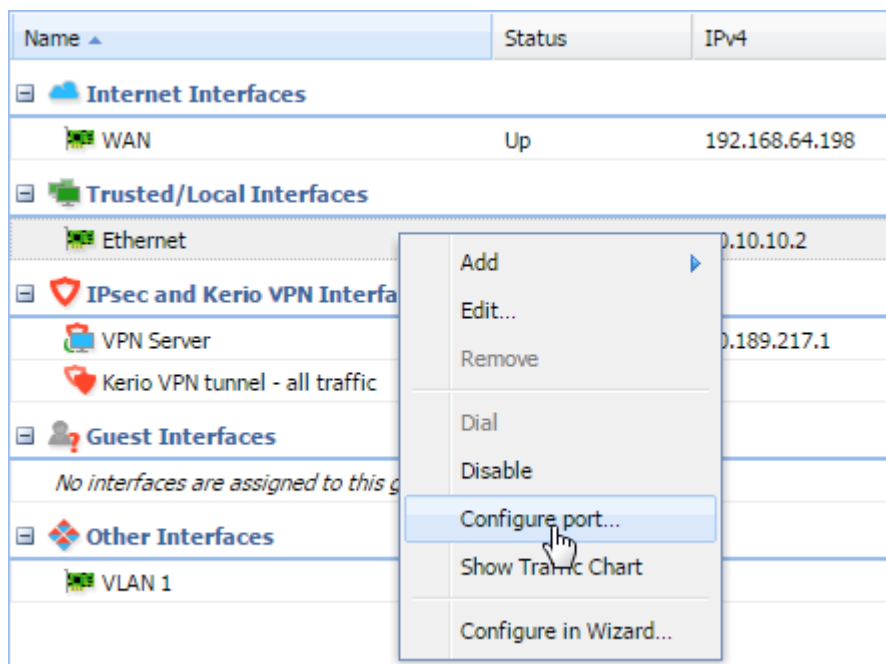 Name Status IPv4
Internet Interfaces
WAN Up 192.168.64.198
Trusted/Local Interfaces
Ethernet .10.10.2
IPsec and Kerio VPN
VPN Server .189.217.1
Kerio VPN tunnel - all traffic
Guest Interfaces
No interfaces are assigned to this
Other Interfaces
VLAN 1
Add
Edit...
Remove
Dial
Disable
Configure port...
Show Traffic Chart
Configure in Wizard...